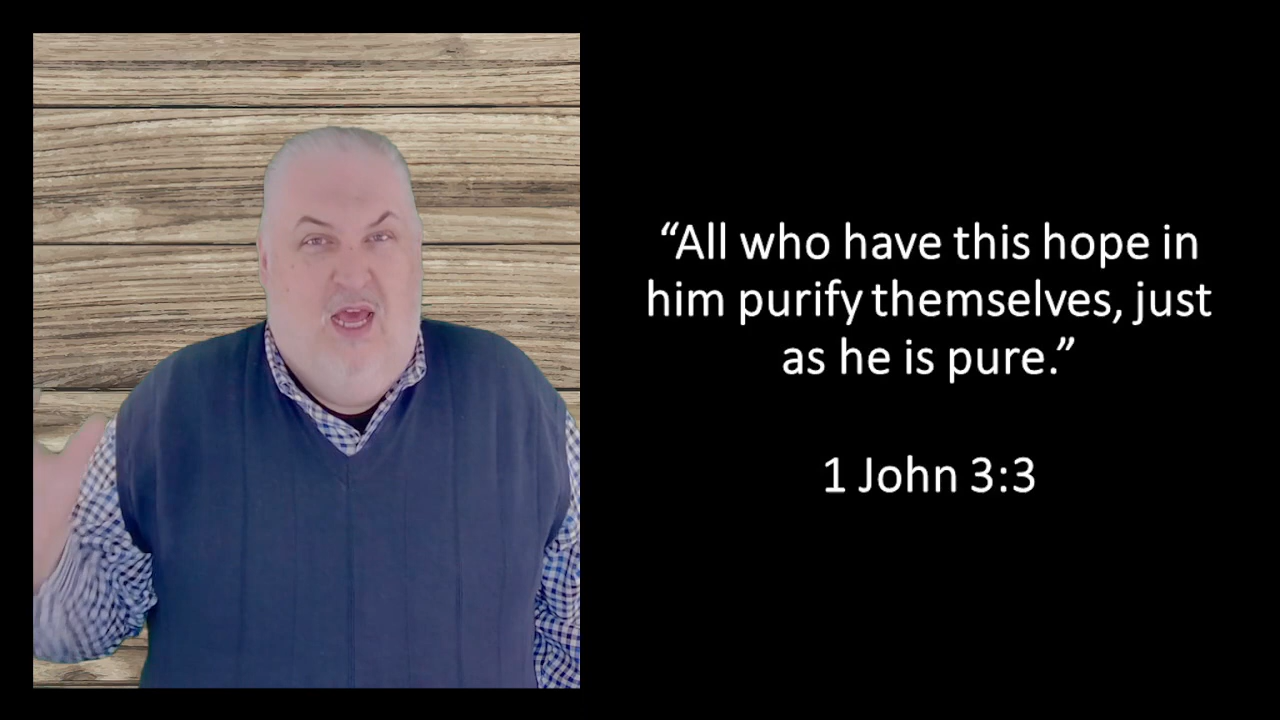 “All who have this hope in
him purify themselves, just
as he is pure.”
1 John 3:3